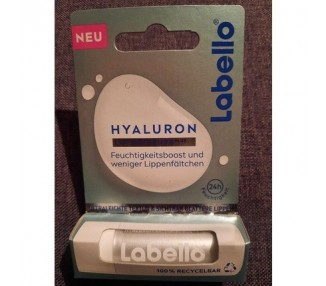 NEU
Labello®
HYALURON
Feuchtigkeitsboost und
weniger Lippenfältchen
24h
Labello
100% RECYCELBAR